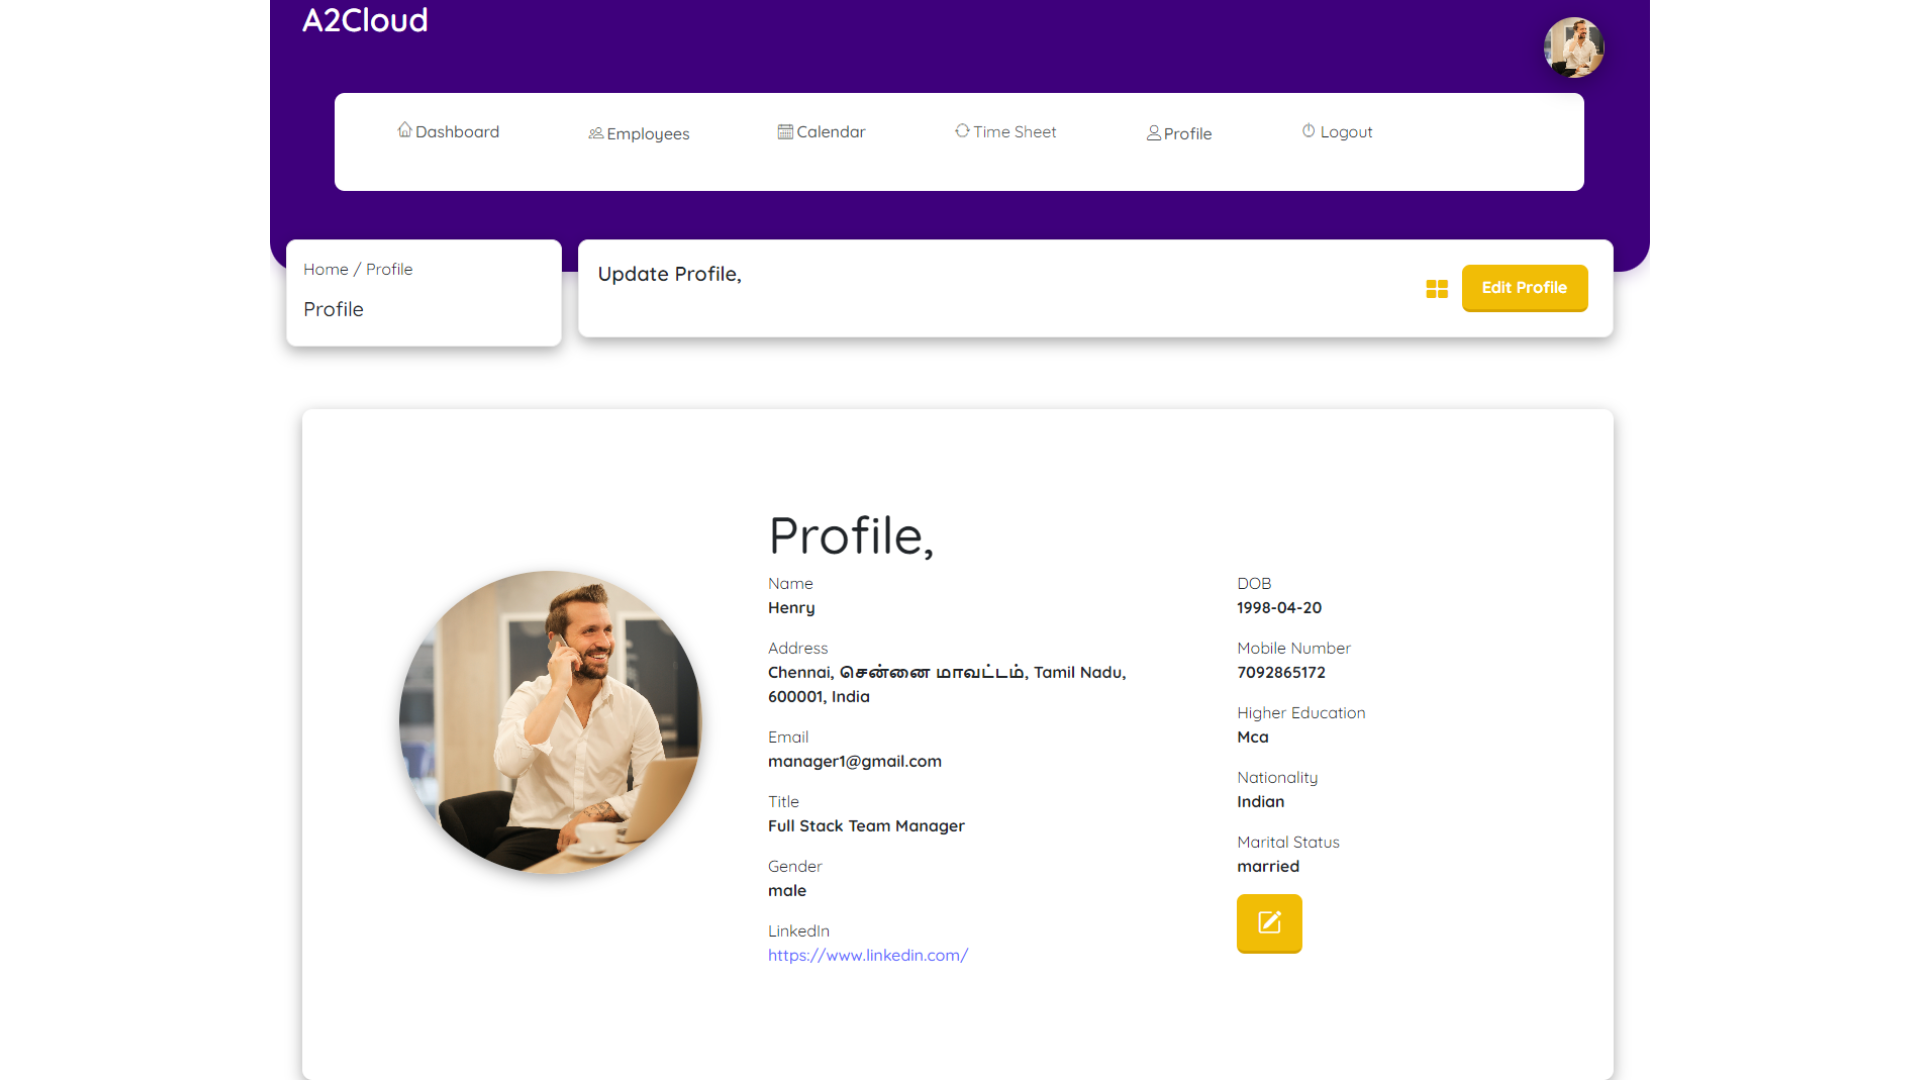 A2Cloud
Dashboard
Employees
Calendar
Time Sheet
Profile
Logout
Home / Profile
Profile
Update Profile,
Edit Profile
Profile,
Name
Henry
Address
Chennai, சென்னை மாவட்டம், Tamil Nadu,
600001, India
Email
manager1@gmail.com
Title
Full Stack Team Manager
Gender
male
LinkedIn
https://www.linkedin.com/
DOB
1998-04-20
Mobile Number
7092865172
Higher Education
Mca
Nationality
Indian
Marital Status
married